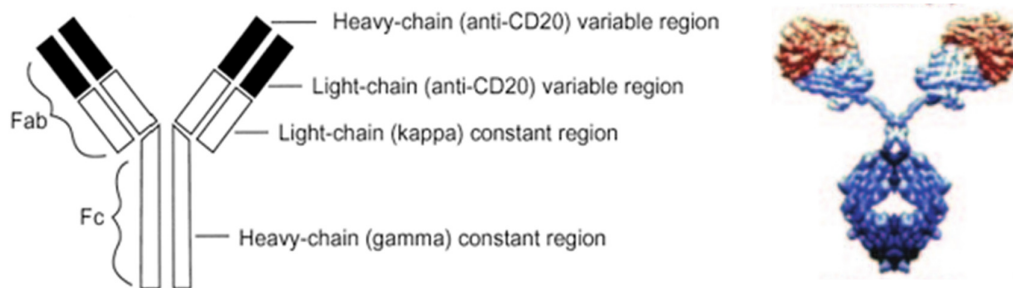 Heavy-chain (anti-CD20) variable region
Light-chain (anti-CD20) variable region
Fab
Light-chain (kappa) constant region
Fc
Heavy-chain (gamma) constant region